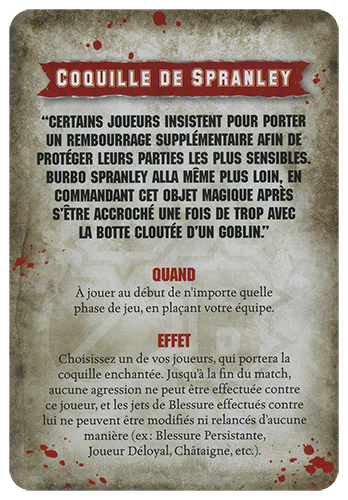 COQUILLE DE SPRANLEY
“CERTAINS JOUEURS INSISTENT POUR PORTER
UN REMBOURRAGE SUPPLÉMENTAIRE AFIN DE
PROTÉGER LEURS PARTIES LES PLUS SENSIBLES.
BURBO SPRANLEY ALLA MÊME PLUS LOIN, EN
COMMANDANT CET OBJET MAGIQUE APRÈS
S’ÊTRE ACCROCHÉ UNE FOIS DE TROP AVEC
LA BOTTE CLOUTÉE D’UN GOBLIN.”
QUAND
À jouer au début de n'importe quelle
phase de jeu, en plaçant votre équipe.
EFFET
Choisissez un de vos joueurs, qui portera la
coquille enchantée. Jusqu'à la fin du match,
aucune agression ne peut être effectuée contre
ce joueur, et les jets de Blessure effectués contre
lui ne peuvent être modifiés ni relancés d'aucune
manière (ex : Blessure Persistante,
Joueur Déloyal, Châtaigne, etc.).